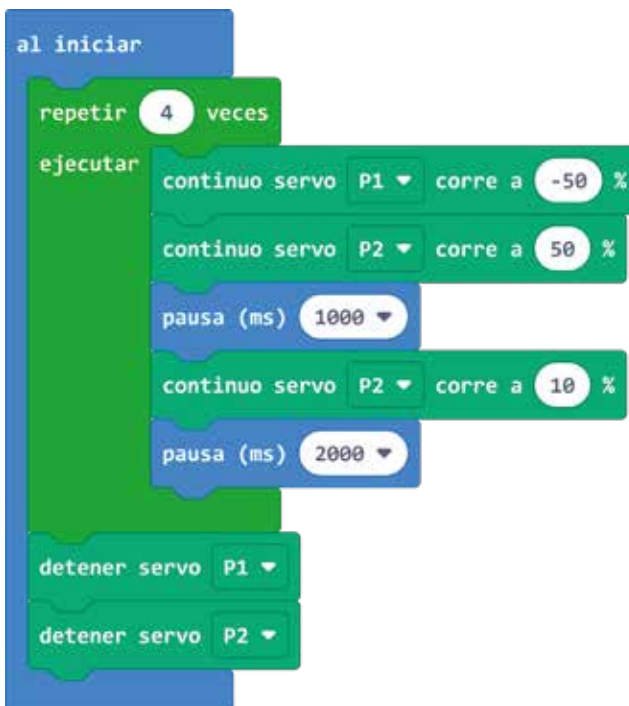 al iniciar
repetir 4 veces
ejecutar
continuo servo P1 corre a -50 %
continuo servo P2 corre a 50 %
pausa (ms) 1000
continuo servo P2 corre a 10 %
pausa (ms) 2000
detener servo P1
detener servo P2